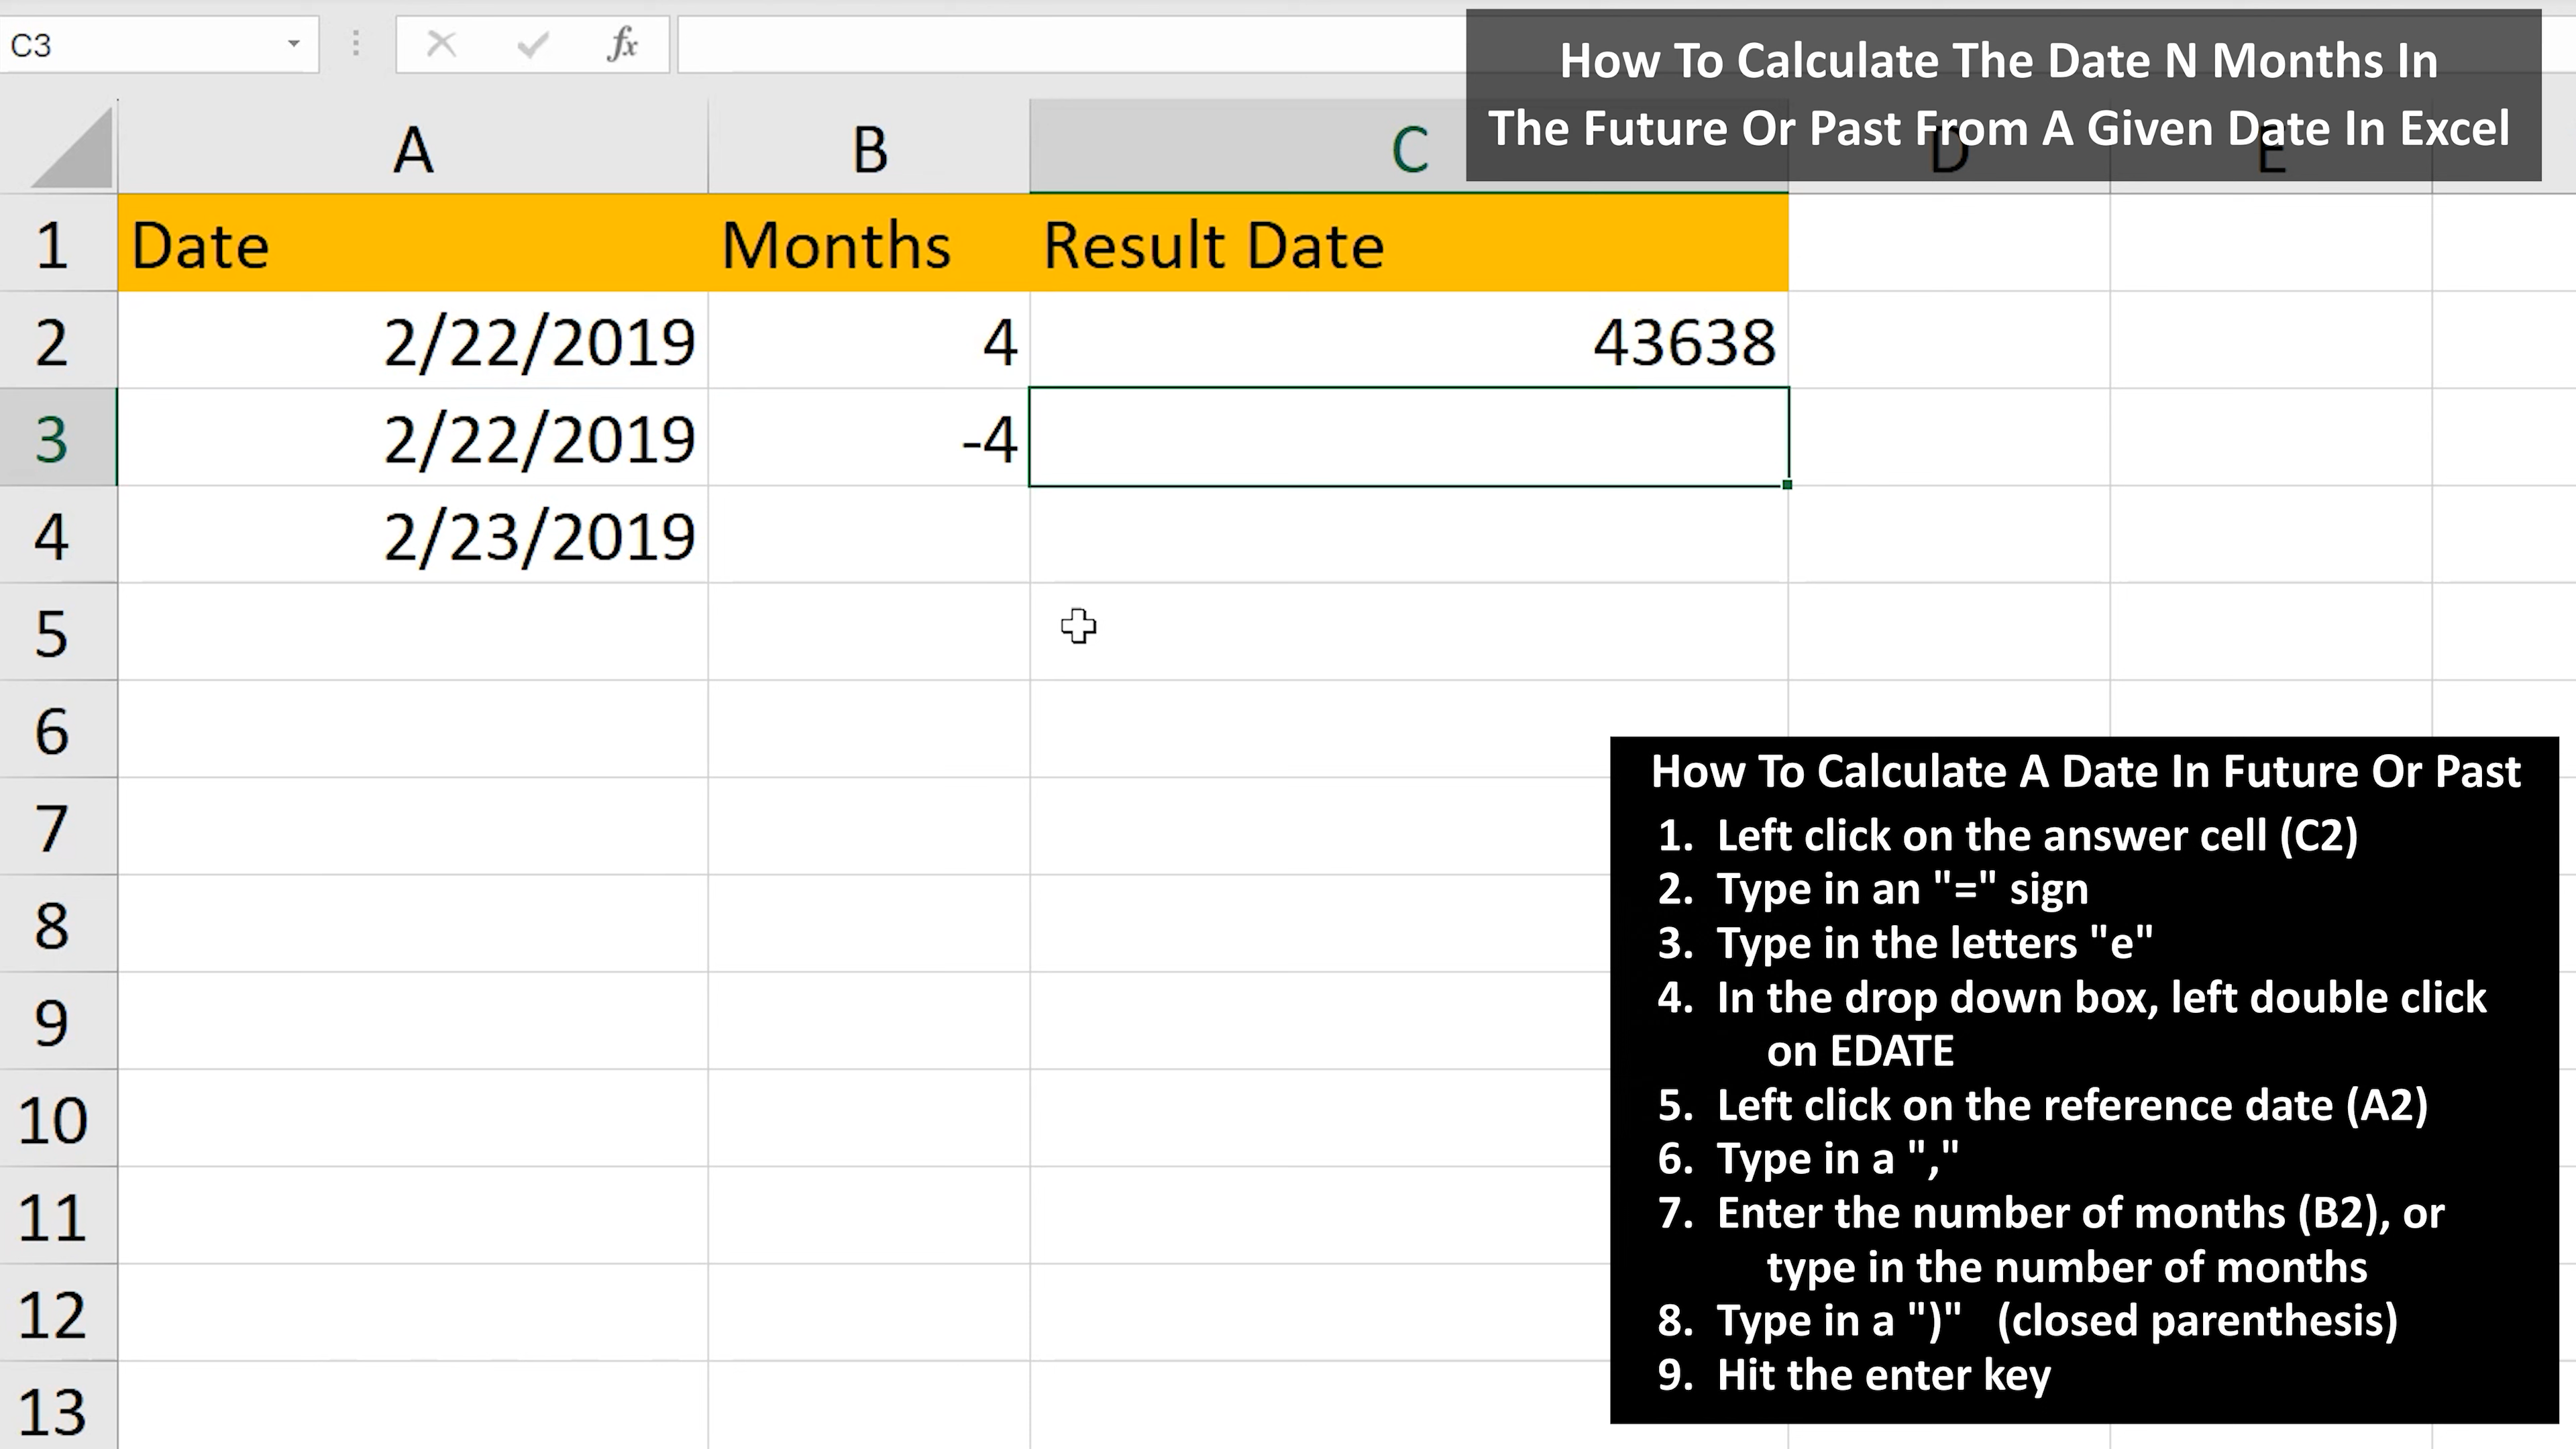 C3
fx
How To Calculate The Date N Months In
The Future Or Past From A Given Date In Excel
A B C D E
1 Date Months Result Date
2 2/22/2019 4 43638
3 2/22/2019 -4
4 2/23/2019
5
6
7
8
9
10
11
12
13
How To Calculate A Date In Future Or Past
1. Left click on the answer cell (C2)
2. Type in an "=" sign
3. Type in the letters "e"
4. In the drop down box, left double click
on EDATE
5. Left click on the reference date (A2)
6. Type in a ","
7. Enter the number of months (B2), or
type in the number of months
8. Type in a ")" (closed parenthesis)
9. Hit the enter key